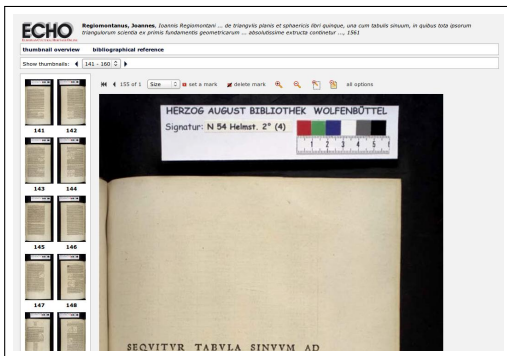 ECHO
Regiomontanus, Joannes, Ioannis Regiomontani ... de triangvlis planis et sphaericis libri quinque, una cum tabulis sinuum, in quibus tota ipsorum
triangulorum scientia ex primis fundamentis geometricarum ... absolutissime extructa continetur ..., 1561
thumbnail overview bibliographical reference
Show thumbnails: 141 - 160
155 of 1 Size set a mark delete mark all options
141 142
143 144
145 146
147 148
HERZOG AUGUST BIBLIOTHEK WOLFENBÜTTEL
Signatur: N 54 Helmst. 2° (4)
1 2 3 4 5
SEQVITVR TABVLA SINVVM AD